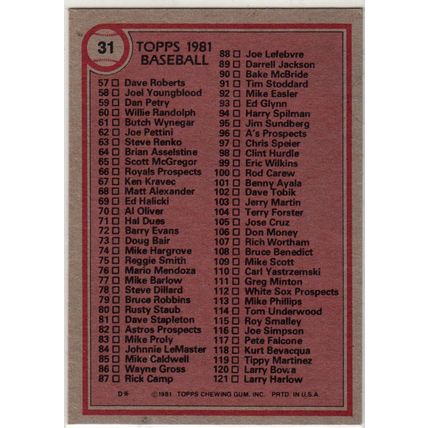 31
TOPPS 1981
BASEBALL
57 Dave Roberts
58 Joel Youngblood
59 Dan Petry
60 Willie Randolph
61 Butch Wynegar
62 Joe Pettini
63 Steve Renko
64 Brian Asselstine
65 Scott McGregor
66 Royals Prospects
67 Ken Kravec
68 Matt Alexander
69 Ed Halicki
70 Al Oliver
71 Hal Dues
72 Barry Evans
73 Doug Bair
74 Mike Hargrove
75 Reggie Smith
76 Mario Mendoza
77 Mike Barlow
78 Steve Dillard
79 Bruce Robbins
80 Rusty Staub
81 Dave Stapleton
82 Astros Prospects
83 Mike Proly
84 Johnnie LeMaster
85 Mike Caldwell
86 Wayne Gross
87 Rick Camp
88 Joe Lefebvre
89 Darrell Jackson
90 Bake McBride
91 Tim Stoddard
92 Mike Easler
93 Ed Glynn
94 Harry Spilman
95 Jim Sundberg
96 A's Prospects
97 Chris Speier
98 Clint Hurdle
99 Eric Wilkins
100 Rod Carew
101 Benny Ayala
102 Dave Tobik
103 Jerry Martin
104 Terry Forster
105 Jose Cruz
106 Don Money
107 Rich Wortham
108 Bruce Benedict
109 Mike Scott
110 Carl Yastrzemski
111 Greg Minton
112 White Sox Prospects
113 Mike Phillips
114 Tom Underwood
115 Roy Smalley
116 Joe Simpson
117 Pete Falcone
118 Kurt Bevacqua
119 Tippy Martinez
120 Larry Bowa
121 Larry Harlow
D* ©1981 TOPPS CHEWING GUM, INC. PRTD. IN U.S.A.